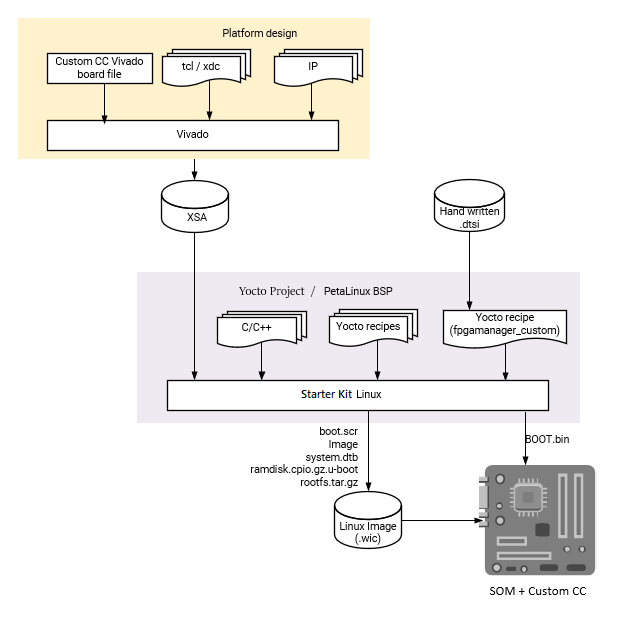 Platform design
Custom CC Vivado
board file
tcl / xdc
IP
Vivado
XSA
Hand written
.dtsi
Yocto Project / PetaLinux BSP
C/C++
Yocto recipes
Yocto recipe
(fpgamanager_custom)
Starter Kit Linux
boot.scr
Image
system.dtb
ramdisk.cpio.gz.u-boot
rootfs.tar.gz
BOOT.bin
Linux Image
(.wic)
SOM + Custom CC